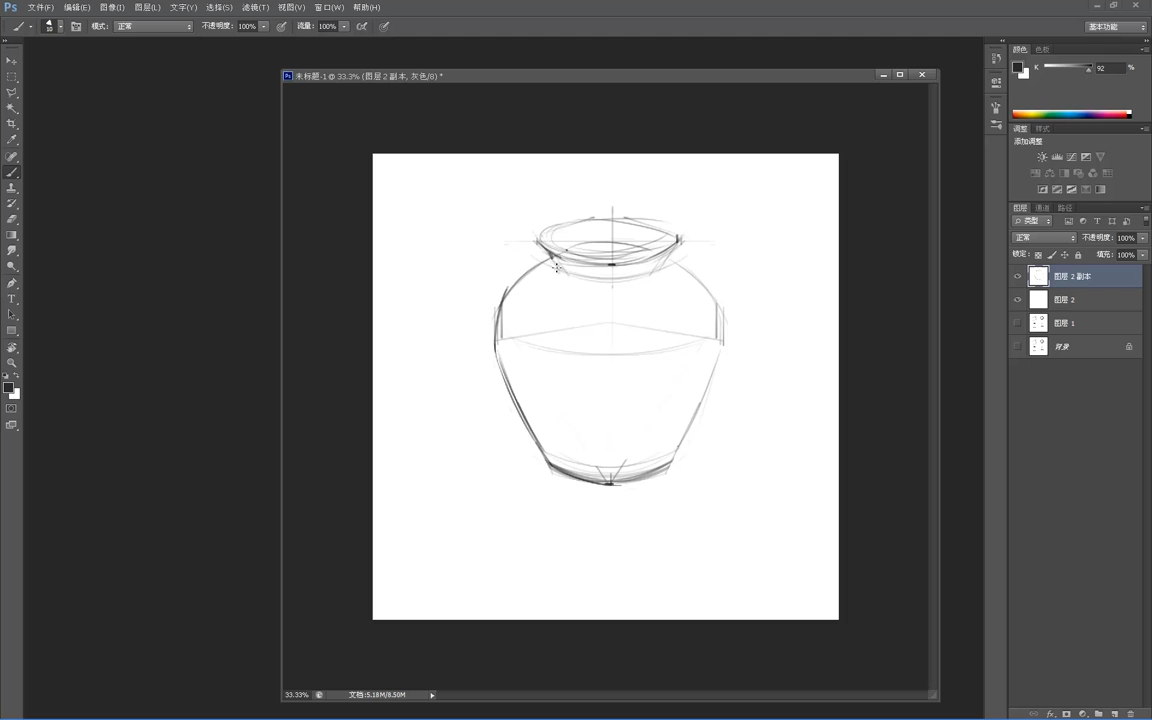 Ps 文件(F) 编辑(E) 图像(I) 图层(L) 文字(Y) 选择(S) 滤镜(T) 视图(V) 窗口(W) 帮助(H)
10 模式: 正常 不透明度: 100% 流量: 100% 基本功能
颜色 色板
K 92 %
未标题-1 @ 33.3% (图层 2 副本, 灰色/8) *
调整 样式
添加调整
图层 通道 路径
类型
正常 不透明度: 100%
锁定: 填充: 100%
图层 2 副本
图层 2
图层 1
背景
33.33% 文档:5.18M/8.50M